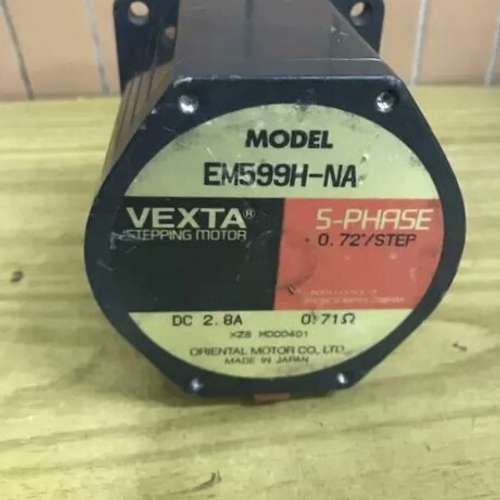 MODEL
EM599H-NA
VEXTA®
STEPPING MOTOR
5-PHASE
0.72°/STEP
DC 2.8A 0.71Ω
ORIENTAL MOTOR CO., LTD.
MADE IN JAPAN